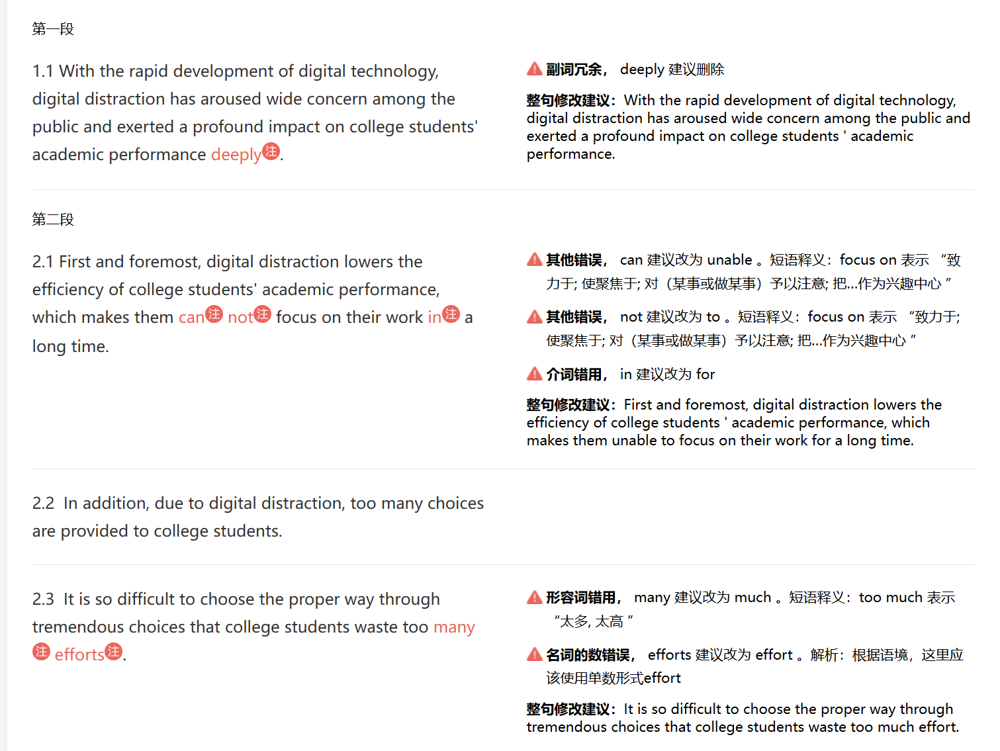 第一段
1.1 With the rapid development of digital technology,
digital distraction has aroused wide concern among the
public and exerted a profound impact on college students'
academic performance deeply注.
副词冗余， deeply 建议删除
整句修改建议：With the rapid development of digital technology,
digital distraction has aroused wide concern among the public and
exerted a profound impact on college students ' academic
performance.
第二段
2.1 First and foremost, digital distraction lowers the
efficiency of college students' academic performance,
which makes them can注 not注 focus on their work in注 a
long time.
其他错误， can 建议改为 unable 。短语释义：focus on 表示 “致
力于; 使聚焦于; 对（某事或做某事）予以注意; 把...作为兴趣中心 ”
其他错误， not 建议改为 to 。短语释义：focus on 表示 “致力于;
使聚焦于; 对（某事或做某事）予以注意; 把...作为兴趣中心 ”
介词错用， in 建议改为 for
整句修改建议：First and foremost, digital distraction lowers the
efficiency of college students ' academic performance, which
makes them unable to focus on their work for a long time.
2.2 In addition, due to digital distraction, too many choices
are provided to college students.
2.3 It is so difficult to choose the proper way through
tremendous choices that college students waste too many
注 efforts注.
形容词错用， many 建议改为 much 。短语释义：too much 表示
“太多, 太高 ”
名词的数错误， efforts 建议改为 effort 。解析：根据语境，这里应
该使用单数形式effort
整句修改建议：It is so difficult to choose the proper way through
tremendous choices that college students waste too much effort.